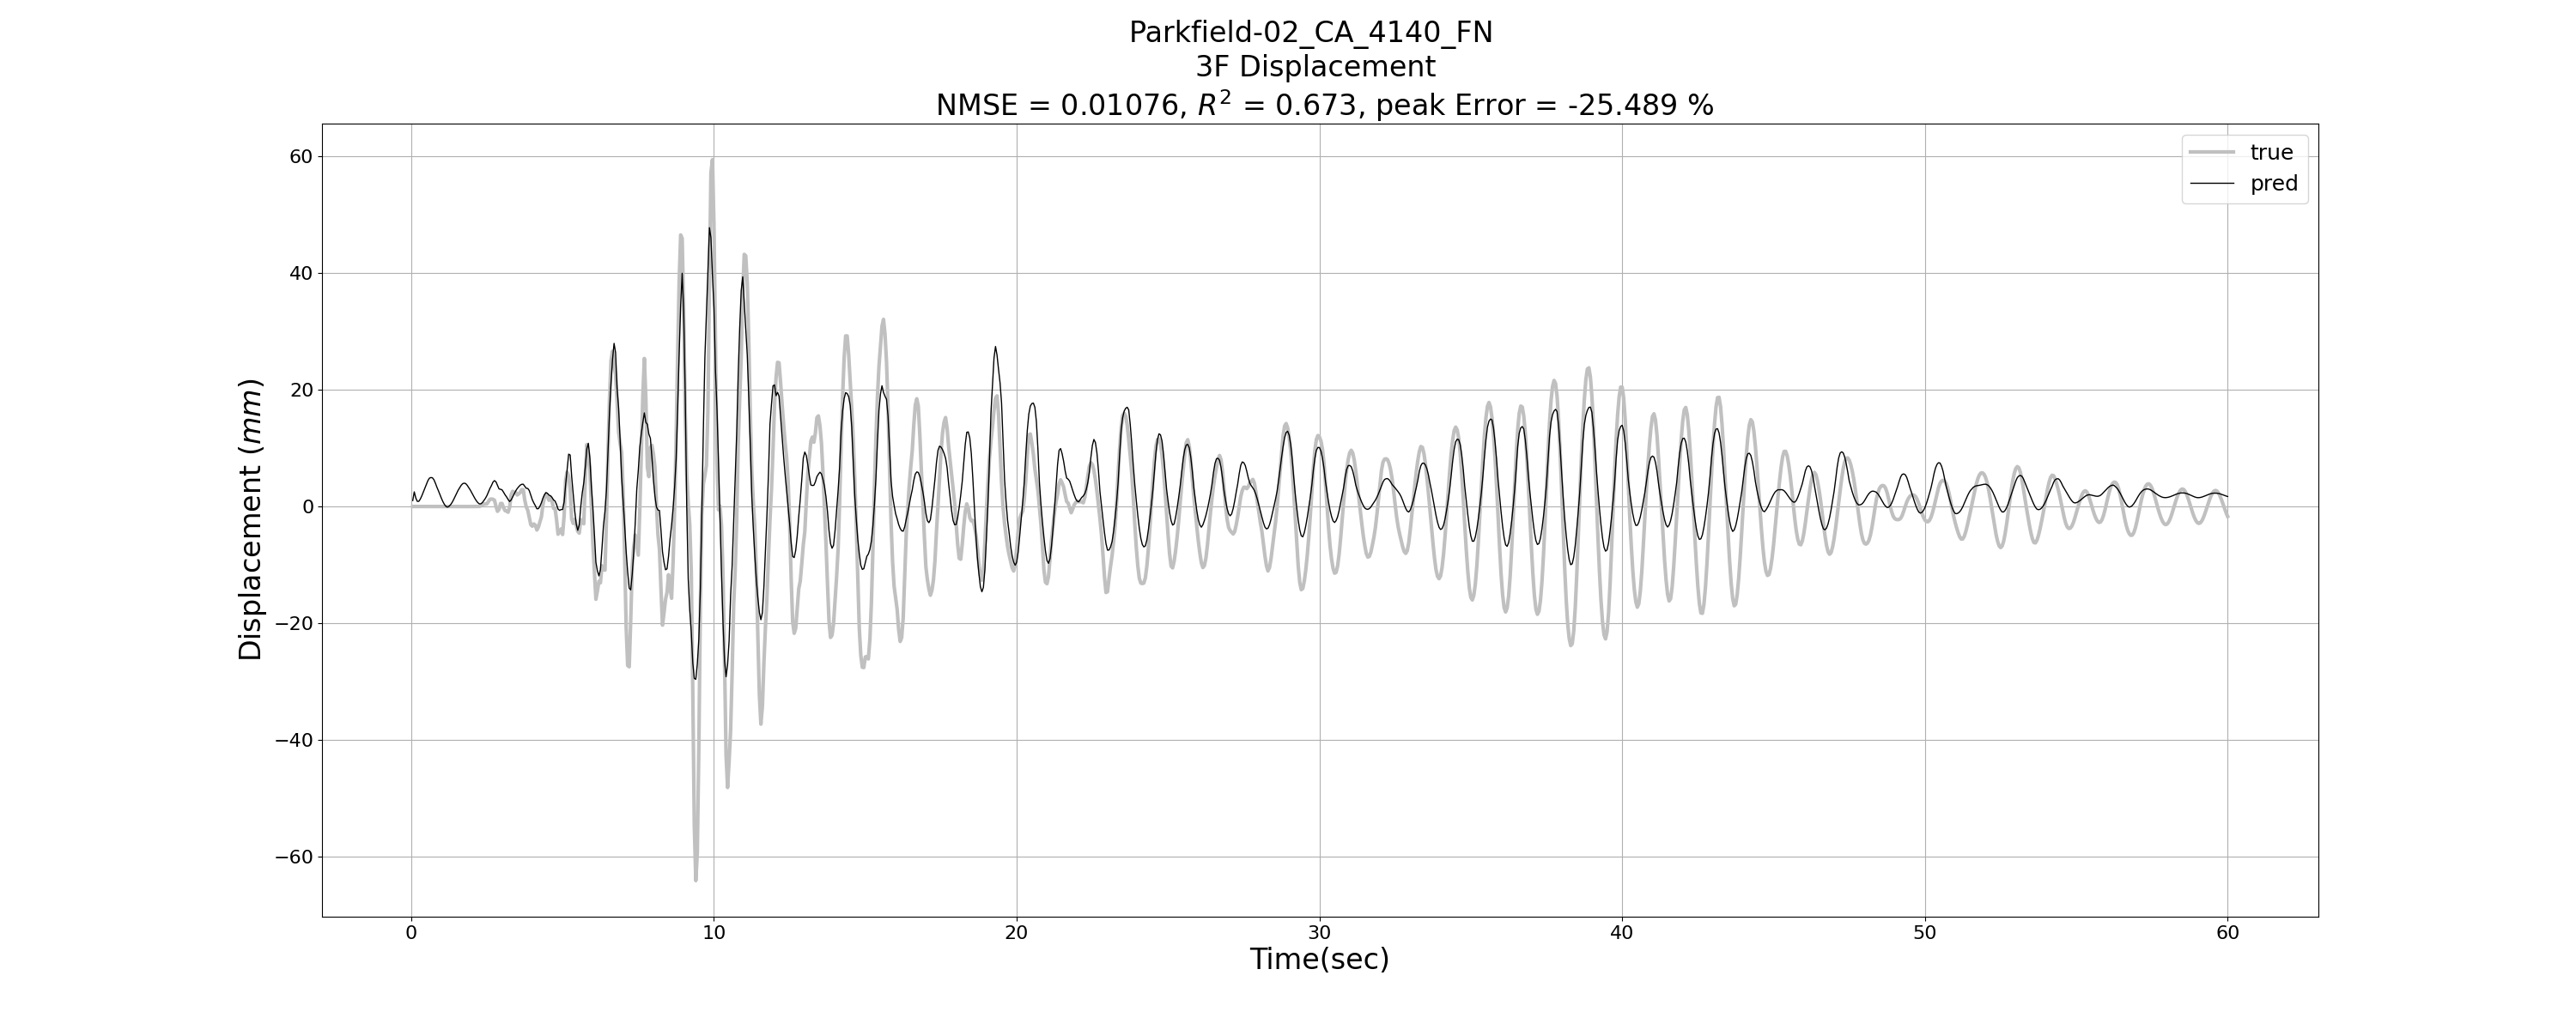 Parkfield-02_CA_4140_FN
3F Displacement
NMSE = 0.01076, R² = 0.673, peak Error = -25.489 %
true
pred
Displacement (mm)
60
40
20
0
−20
−40
−60
0
10
20
30
40
50
60
Time(sec)